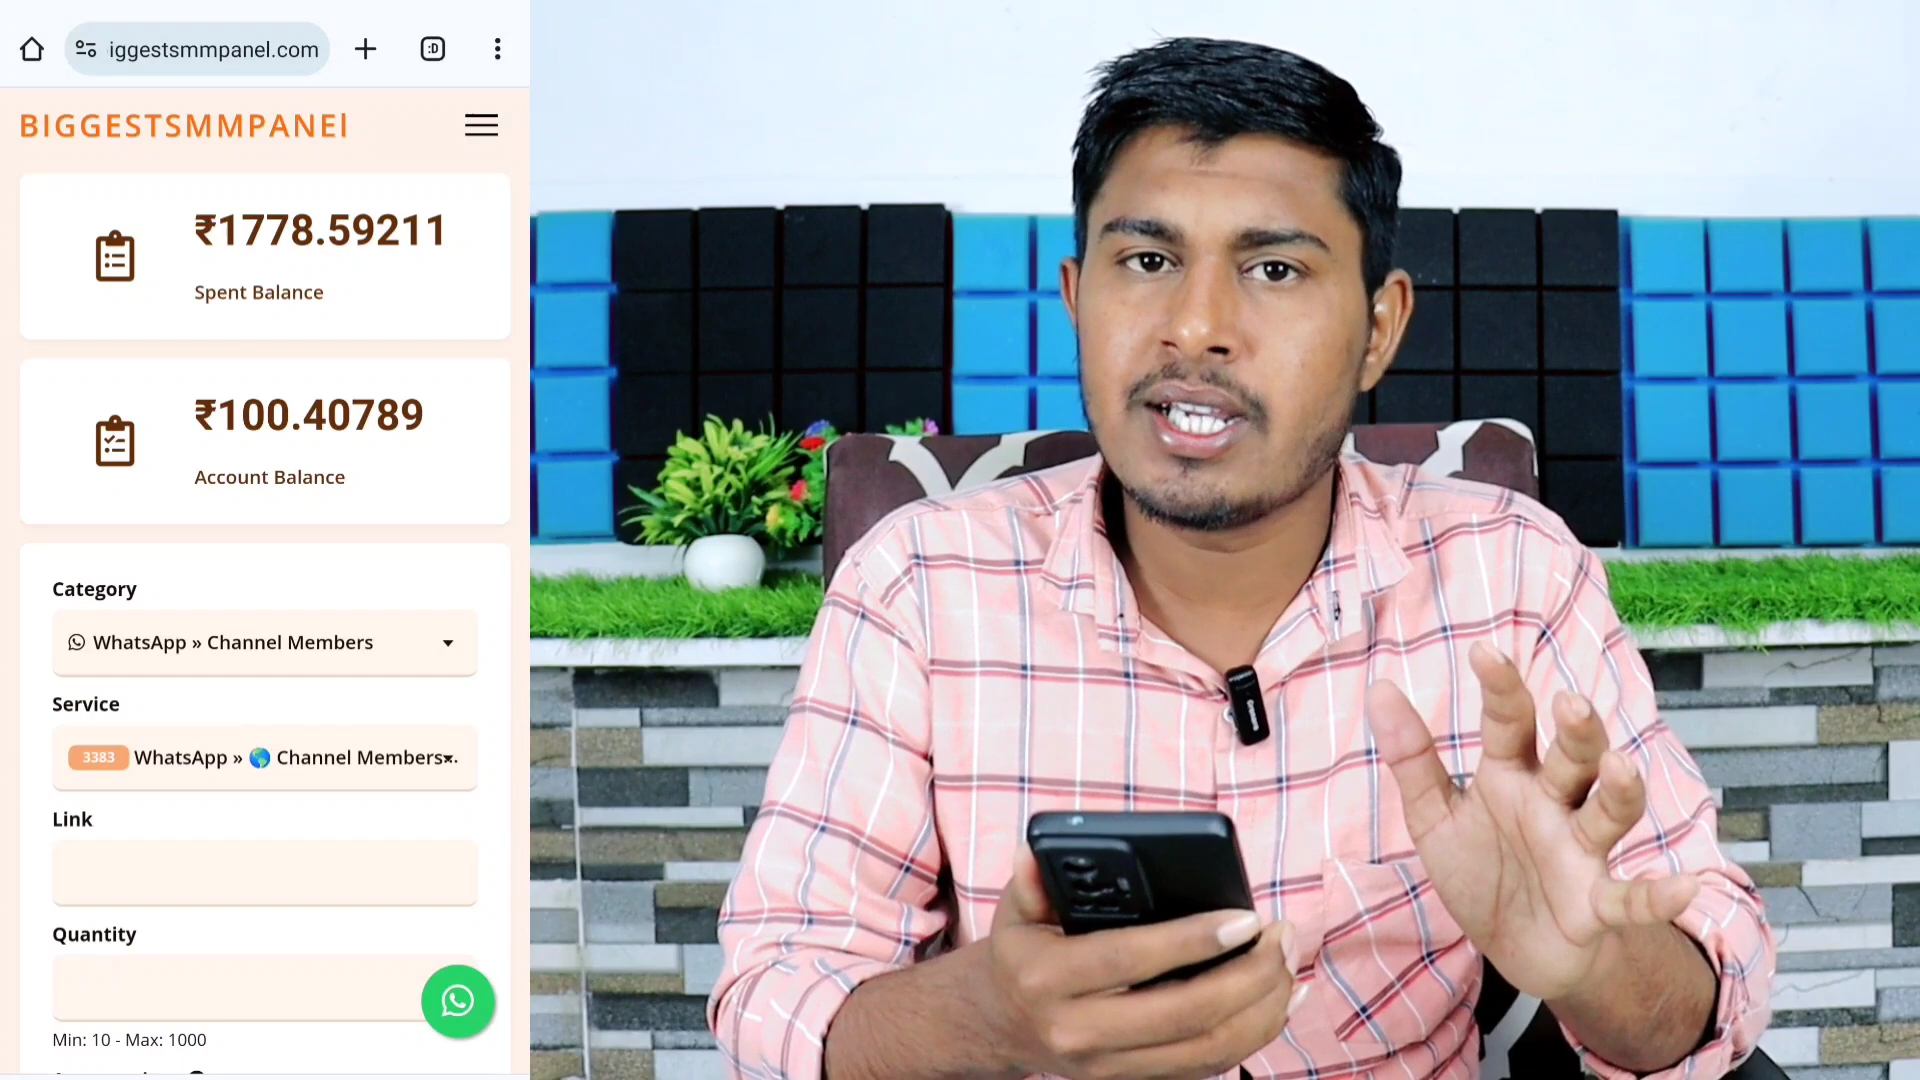 iggestsmmpanel.com
:D
BIGGESTSMMPANEl
₹1778.59211
Spent Balance
₹100.40789
Account Balance
Category
WhatsApp » Channel Members
Service
3383 WhatsApp » 🌎 Channel Members
Link
Quantity
Min: 10 - Max: 1000